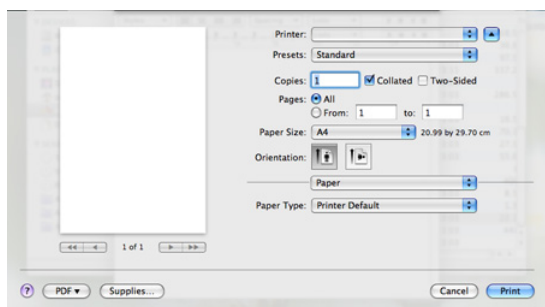 Printer:
Presets: Standard
Copies: 1 Collated Two-Sided
Pages: All
From: 1 to: 1
Paper Size: A4 20.99 by 29.70 cm
Orientation:
Paper
Paper Type: Printer Default
1 of 1
? PDF Supplies... Cancel Print